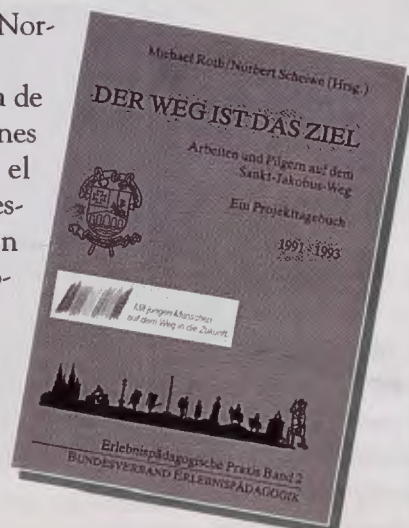 Nor-
a de
nes
el
es-
n
o-
Michael Roth/Norbert Scheiwe (Hrsg.)
DER WEG IST DAS ZIEL
Arbeiten und Pilgern auf dem
Sankt-Jakobus-Weg
Ein Projekttagebuch
1991 - 1993
Mit jungen Menschen
auf dem Weg in die Zukunft
Erlebnispädagogische Praxis Band 2
BUNDESVERBAND ERLEBNISPÄDAGOGIK